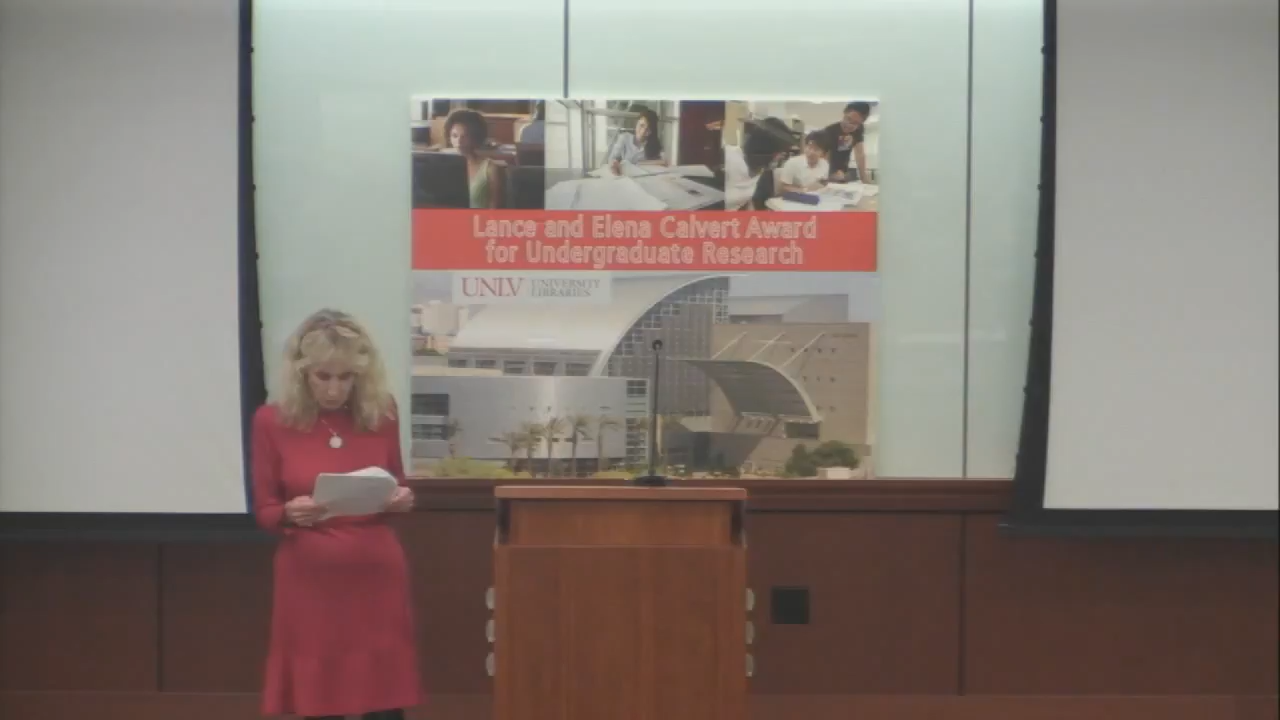 Lance and Elena Calvert Award
for Undergraduate Research
UNLV
UNIVERSITY
LIBRARIES